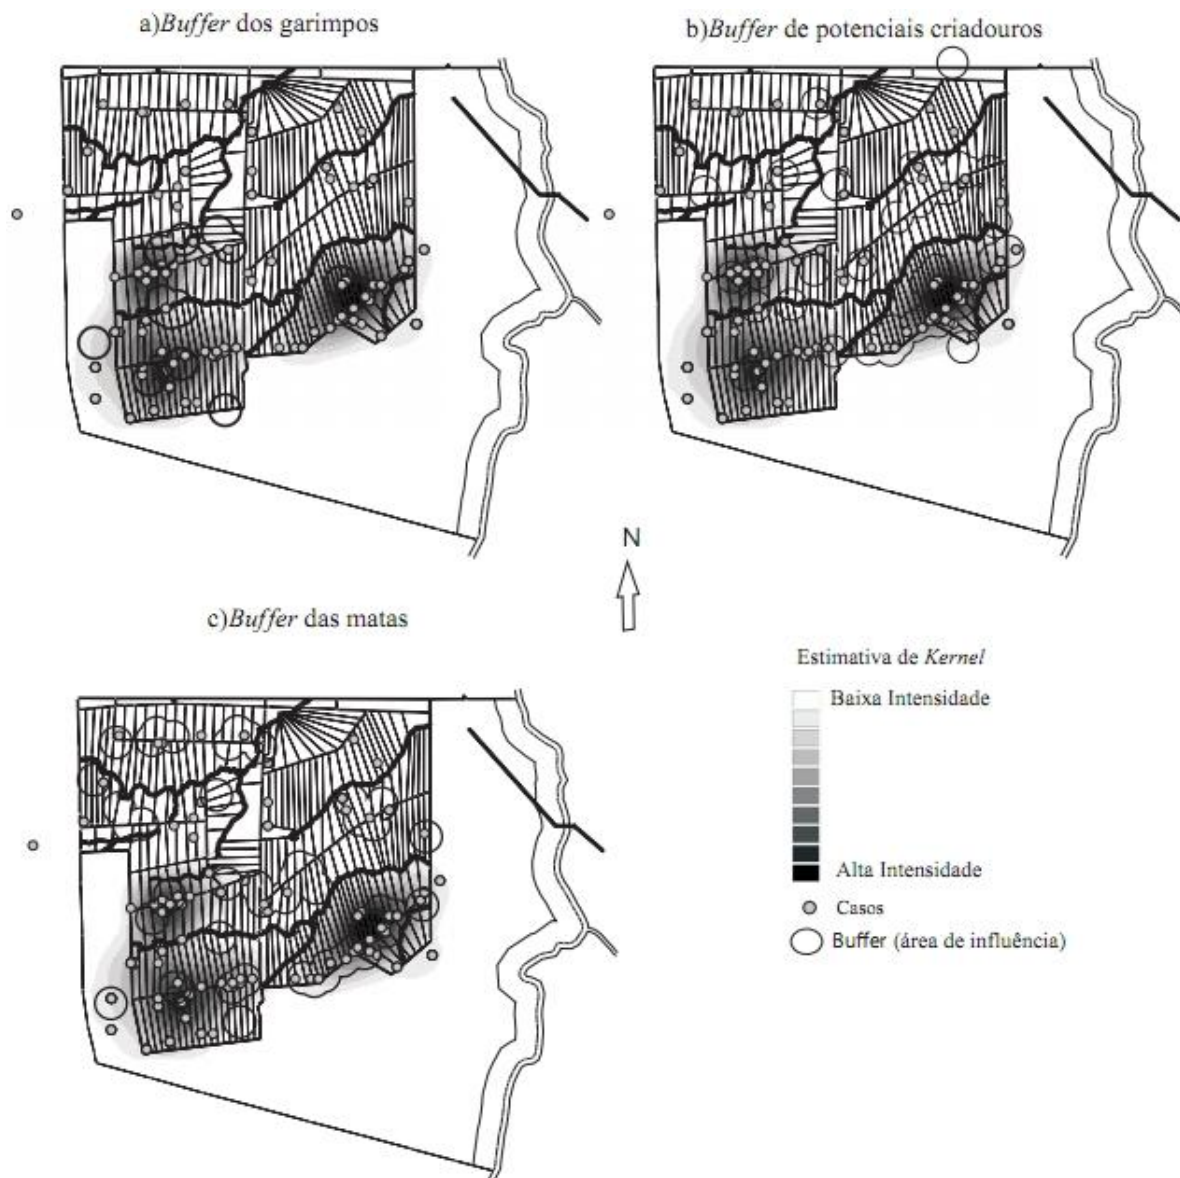 a)Buffer dos garimpos
b)Buffer de potenciais criadouros
N
c)Buffer das matas
Estimativa de Kernel
Baixa Intensidade
Alta Intensidade
Casos
Buffer (área de influência)